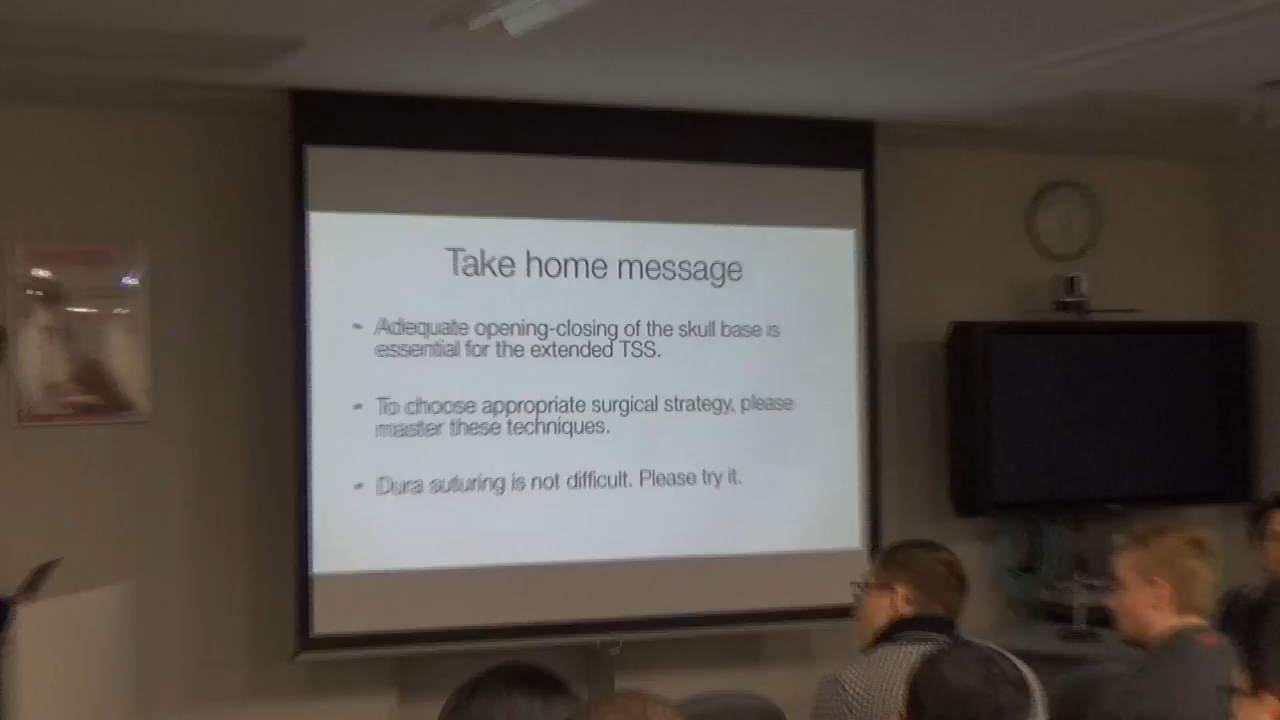 Take home message
- Adequate opening-closing of the skull base is
essential for the extended TSS.
- To choose appropriate surgical strategy, please
master these techniques.
- Dura suturing is not difficult. Please try it.